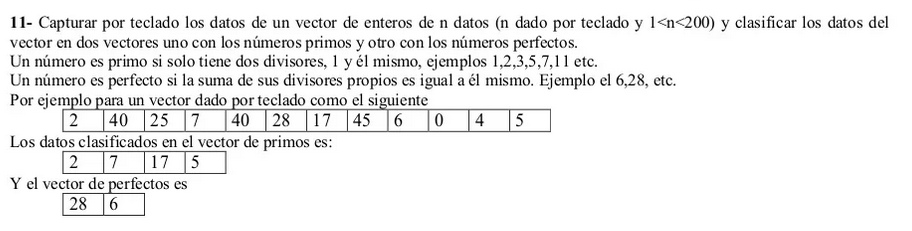 11- Capturar por teclado los datos de un vector de enteros de n datos (n dado por teclado y 1<n<200) y clasificar los datos del
vector en dos vectores uno con los números primos y otro con los números perfectos.
Un número es primo si solo tiene dos divisores, 1 y él mismo, ejemplos 1,2,3,5,7,11 etc.
Un número es perfecto si la suma de sus divisores propios es igual a él mismo. Ejemplo el 6,28, etc.
Por ejemplo para un vector dado por teclado como el siguiente
2 40 25 7 40 28 17 45 6 0 4 5
Los datos clasificados en el vector de primos es:
2 7 17 5
Y el vector de perfectos es
28 6